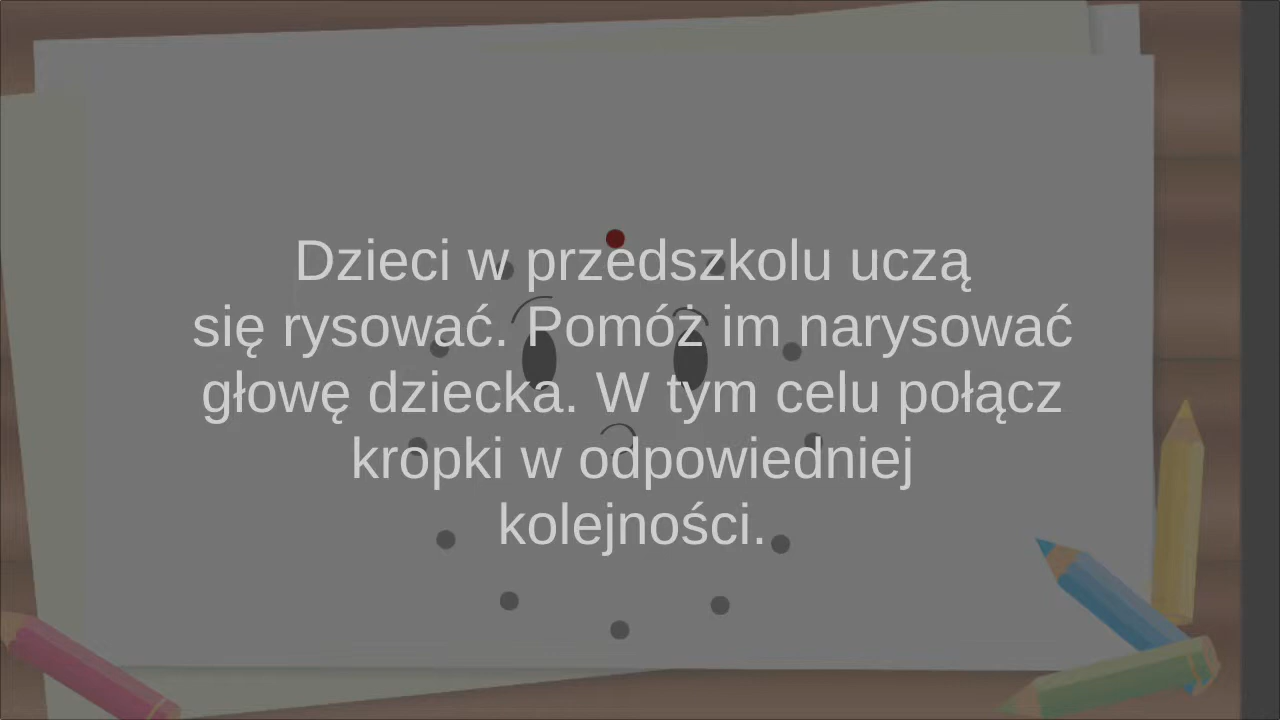 Dzieci w przedszkolu uczą
się rysować. Pomóż im narysować
głowę dziecka. W tym celu połącz
kropki w odpowiedniej
kolejności.